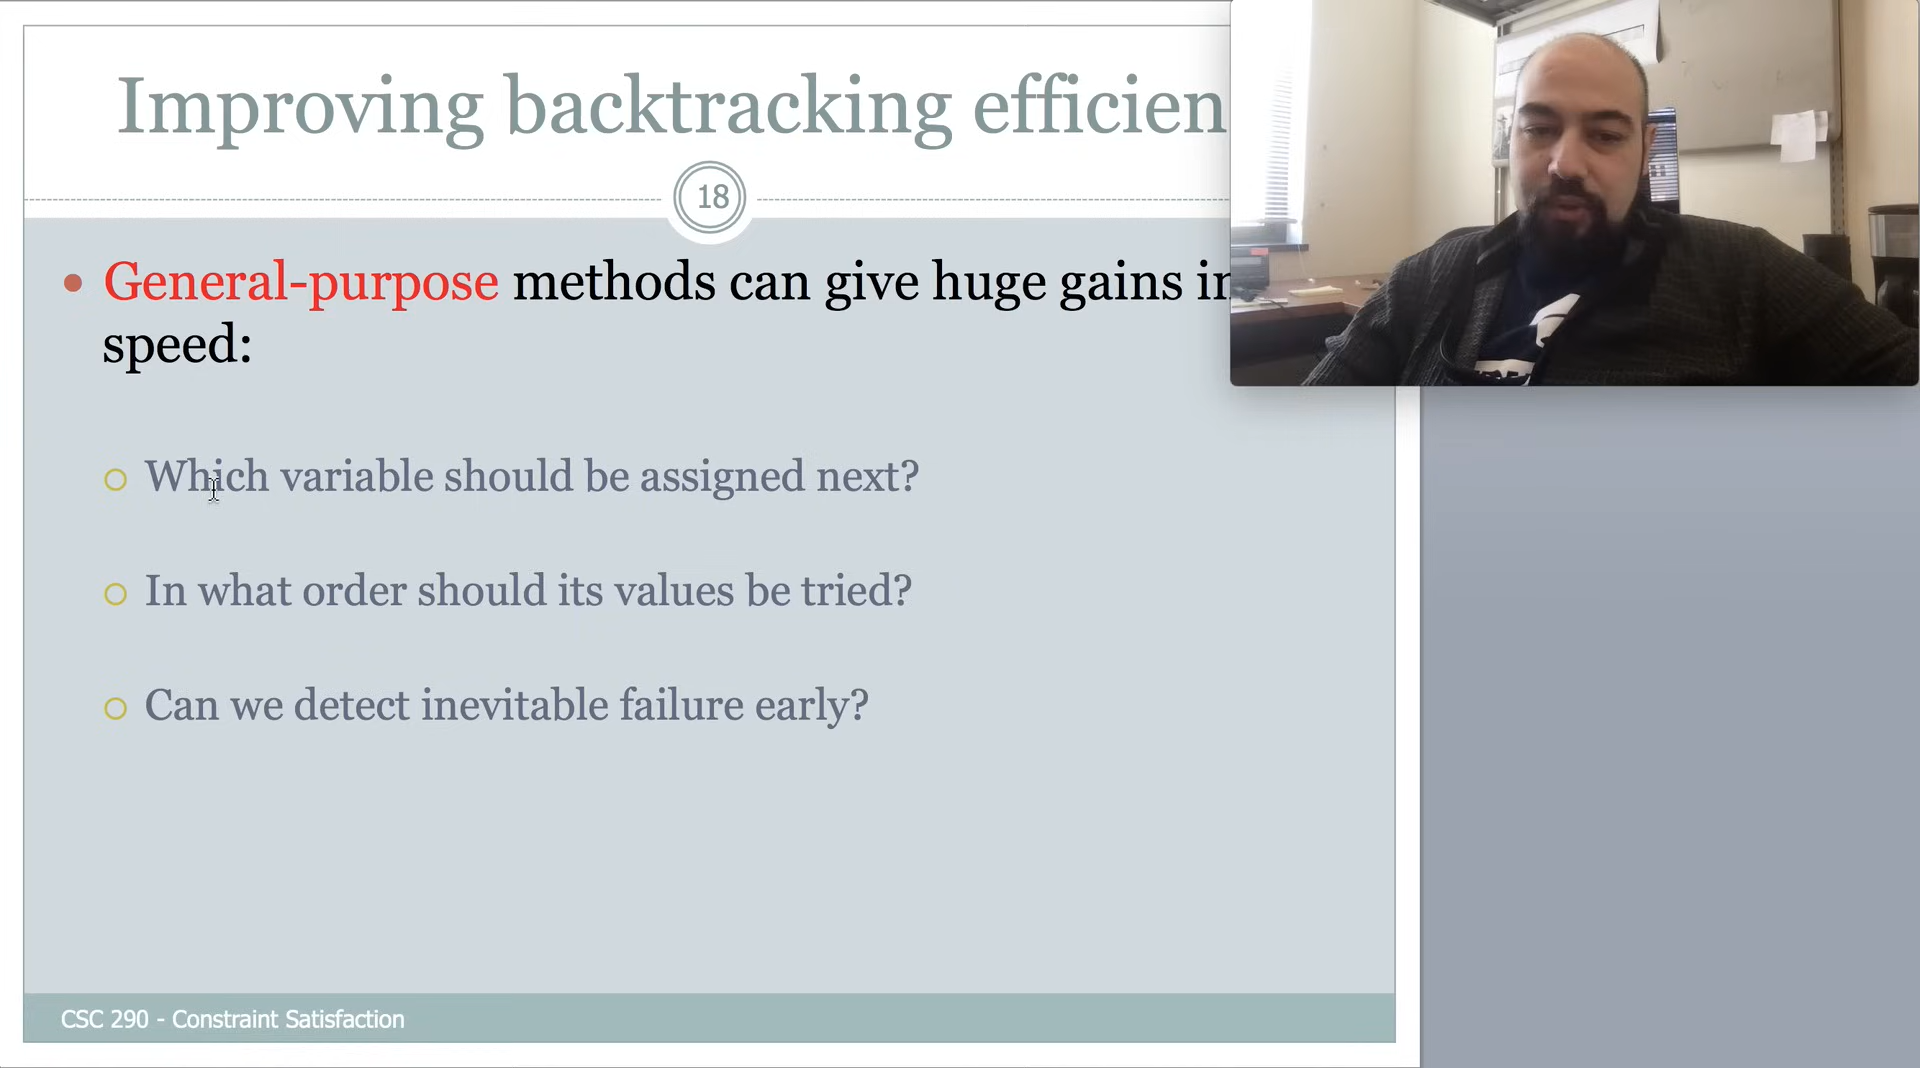 Improving backtracking efficien
18
General-purpose methods can give huge gains in
speed:
Which variable should be assigned next?
In what order should its values be tried?
Can we detect inevitable failure early?
CSC 290 - Constraint Satisfaction